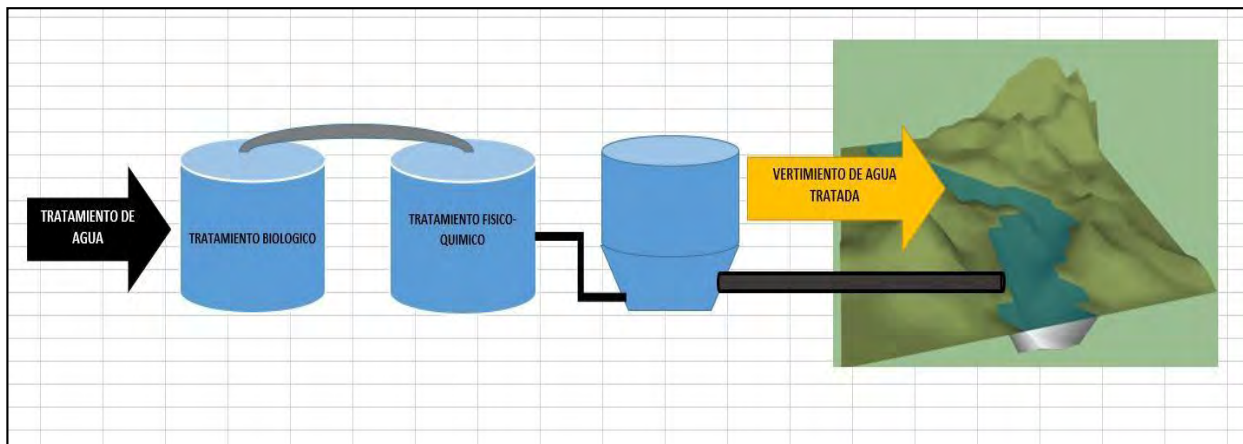 TRATAMIENTO DE
AGUA
TRATAMIENTO BIOLOGICO
TRATAMIENTO FISICO-
QUIMICO
VERTIMIENTO DE AGUA
TRATADA